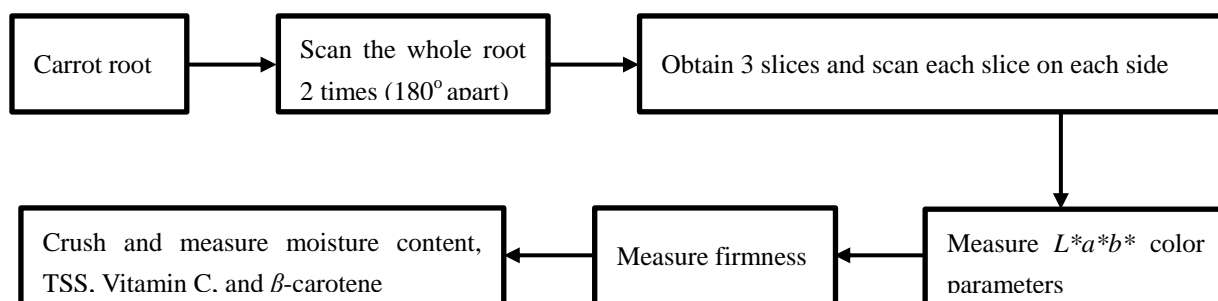 Carrot root
Scan the whole root
2 times (180° apart)
Obtain 3 slices and scan each slice on each side
Measure L*a*b* color
parameters
Measure firmness
Crush and measure moisture content,
TSS, Vitamin C, and ß-carotene